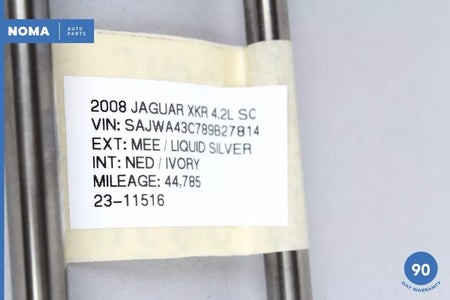 NOMA AUTO
PARTS
2008 JAGUAR XKR 4.2L SC
VIN: SAJWA43C789B27814
EXT: MEE / LIQUID SILVER
INT: NED / IVORY
MILEAGE: 44,785
23-11516
90
DAY WARRANTY